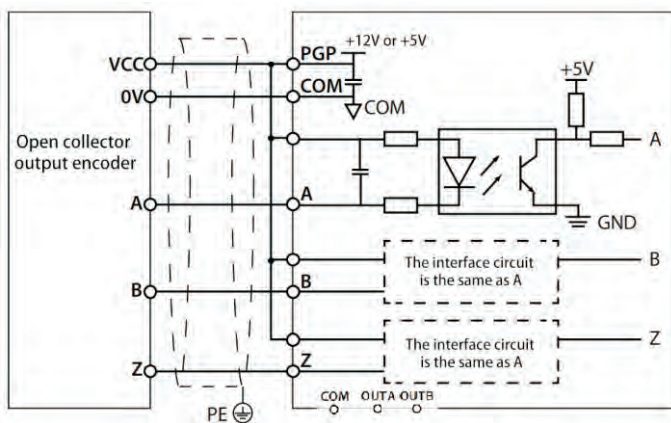 VCC
0V
Open collector
output encoder
A
B
Z
PE
PGP
+12V or +5V
COM
COM
A
+5V
A
GND
B
The interface circuit
is the same as A
B
Z
The interface circuit
is the same as A
Z
COM
OUTA
OUTB